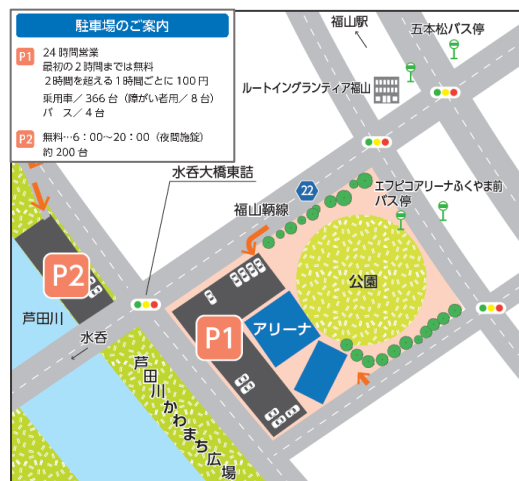 駐車場のご案内
P1
24時間営業
最初の2時間までは無料
2時間を超える1時間ごとに100円
乗用車／366台（障がい者用／8台）
バス／4台
P2
無料…6：00～20：00（夜間施錠）
約200台
福山駅
五本松バス停
ルートイングランティア福山
水呑大橋東詰
22
福山鞆線
エフピコアリーナふくやま前
バス停
公園
P2
P1
アリーナ
芦田川
水呑
芦田川かわまち広場